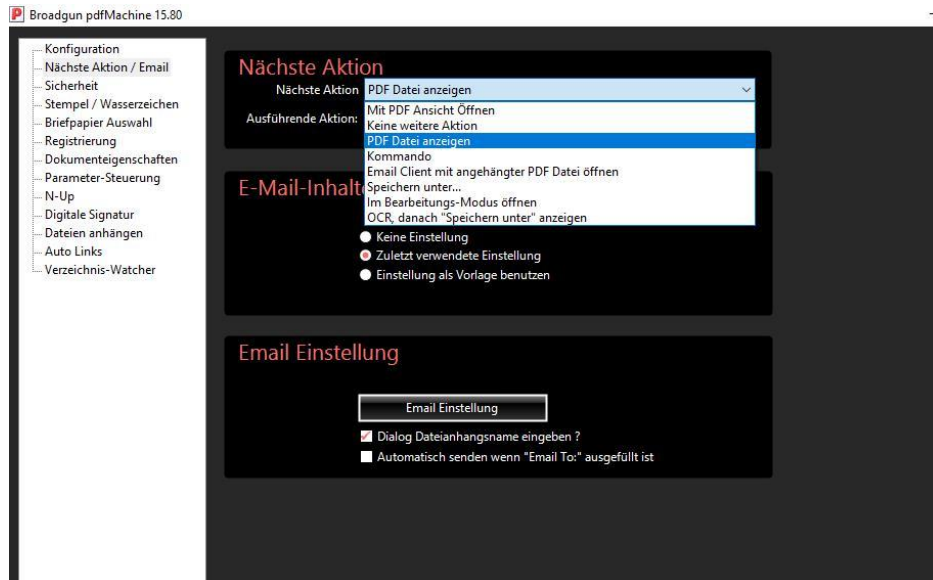 Broadgun pdfMachine 15.80
Konfiguration
Nächste Aktion / Email
Sicherheit
Stempel / Wasserzeichen
Briefpapier Auswahl
Registrierung
Dokumenteigenschaften
Parameter-Steuerung
N-Up
Digitale Signatur
Dateien anhängen
Auto Links
Verzeichnis-Watcher
Nächste Aktion
Nächste Aktion PDF Datei anzeigen
Ausführende Aktion:
Mit PDF Ansicht Öffnen
Keine weitere Aktion
PDF Datei anzeigen
Kommando
Email Client mit angehängter PDF Datei öffnen
Speichern unter...
Im Bearbeitungs-Modus öffnen
OCR, danach "Speichern unter" anzeigen
E-Mail-Inhalt
Keine Einstellung
Zuletzt verwendete Einstellung
Einstellung als Vorlage benutzen
Email Einstellung
Email Einstellung
Dialog Dateianhangsname eingeben ?
Automatisch senden wenn "Email To:" ausgefüllt ist